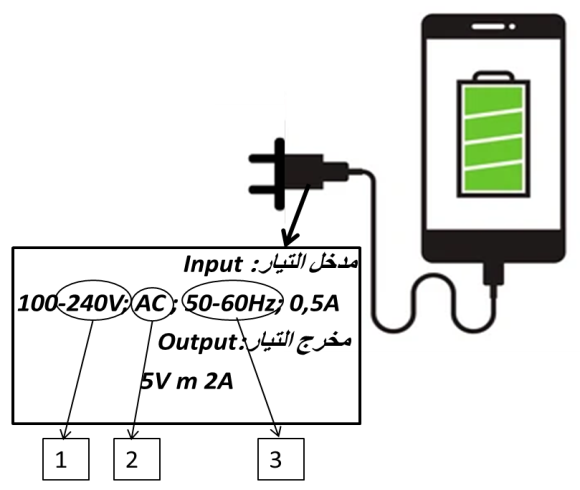 مدخل التيار: Input
100-240V; AC ; 50-60Hz; 0,5A
مخرج التيار:Output
5V m 2A
1
2
3